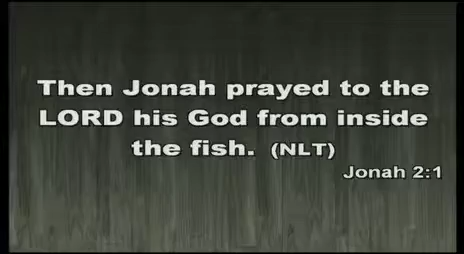 Then Jonah prayed to the
LORD his God from inside
the fish. (NLT)
Jonah 2:1